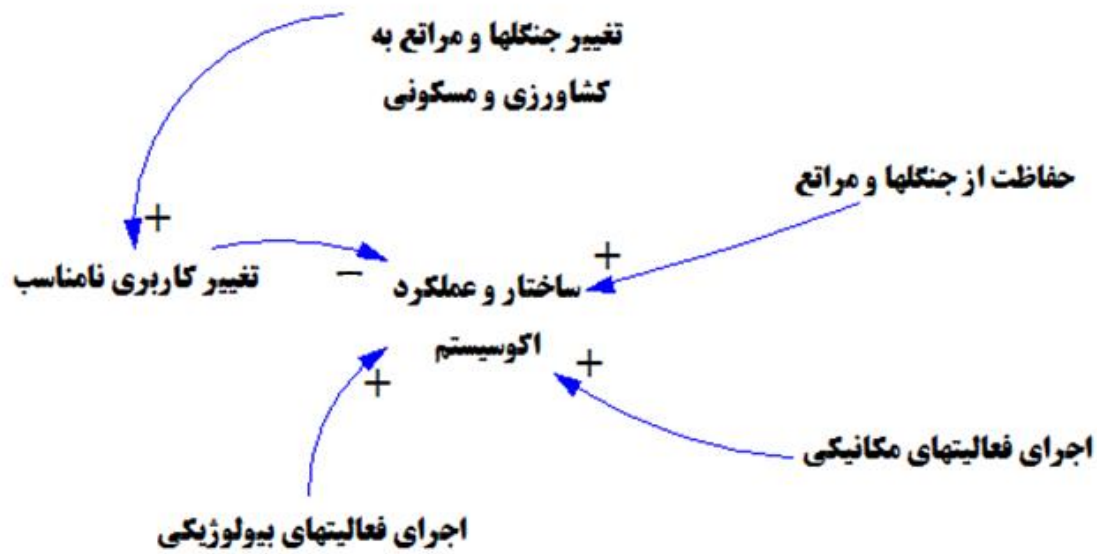 تغییر جنگلها و مراتع به
کشاورزی و مسکونی
حفاظت از جنگلها و مراتع
+
+
تغییر کاربری نامناسب
−
ساختار و عملکرد
اکوسیستم
+
+
اجرای فعالیتهای مکانیکی
اجرای فعالیتهای بیولوژیکی